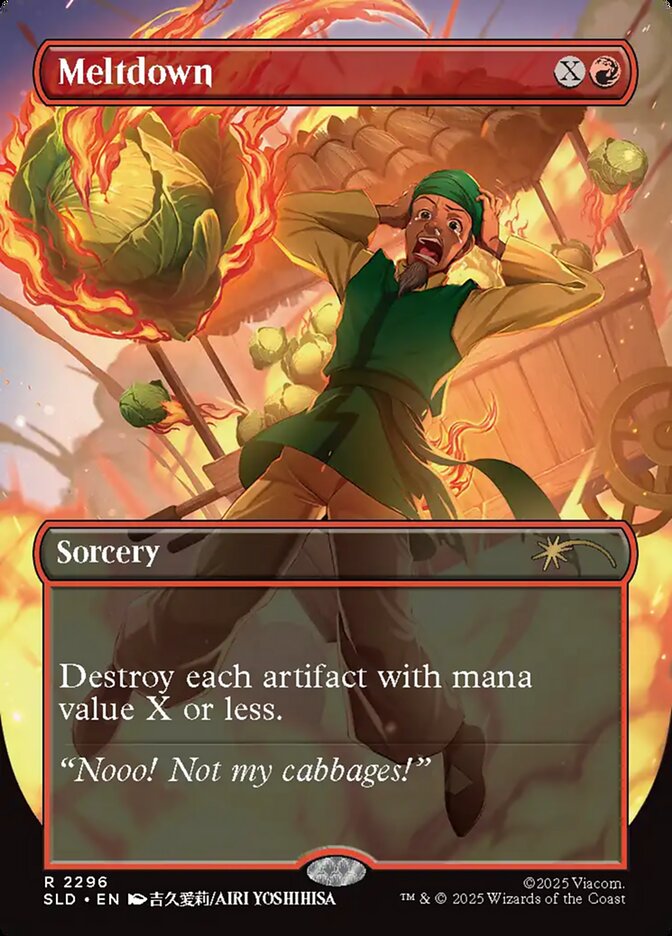 Meltdown
X
Sorcery
Destroy each artifact with mana
value X or less.
“Nooo! Not my cabbages!”
R 2296
SLD • EN 吉久爱莉/AIRI YOSHIHISA
©2025 Viacom.
™ & © 2025 Wizards of the Coast